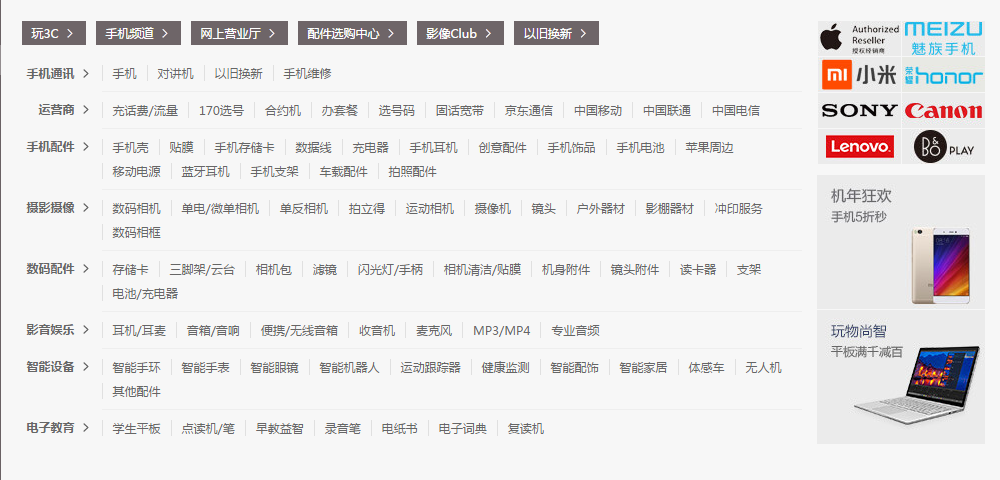 玩3C > 手机频道 > 网上营业厅 > 配件选购中心 > 影像Club > 以旧换新 >
手机通讯 > 手机 对讲机 以旧换新 手机维修
运营商 > 充话费/流量 170选号 合约机 办套餐 选号码 固话宽带 京东通信 中国移动 中国联通 中国电信
手机配件 > 手机壳 贴膜 手机存储卡 数据线 充电器 手机耳机 创意配件 手机饰品 手机电池 苹果周边
移动电源 蓝牙耳机 手机支架 车载配件 拍照配件
摄影摄像 > 数码相机 单电/微单相机 单反相机 拍立得 运动相机 摄像机 镜头 户外器材 影棚器材 冲印服务
数码相框
数码配件 > 存储卡 三脚架/云台 相机包 滤镜 闪光灯/手柄 相机清洁/贴膜 机身附件 镜头附件 读卡器 支架
电池/充电器
影音娱乐 > 耳机/耳麦 音箱/音响 便携/无线音箱 收音机 麦克风 MP3/MP4 专业音频
智能设备 > 智能手环 智能手表 智能眼镜 智能机器人 运动跟踪器 健康监测 智能配饰 智能家居 体感车 无人机
其他配件
电子教育 > 学生平板 点读机/笔 早教益智 录音笔 电纸书 电子词典 复读机
Authorized
Reseller
授权经销商
MEIZU
魅族手机
mi 小米
荣耀 honor
SONY
Canon
Lenovo.
B&O PLAY
机年狂欢
手机5折秒
玩物尚智
平板满千减百